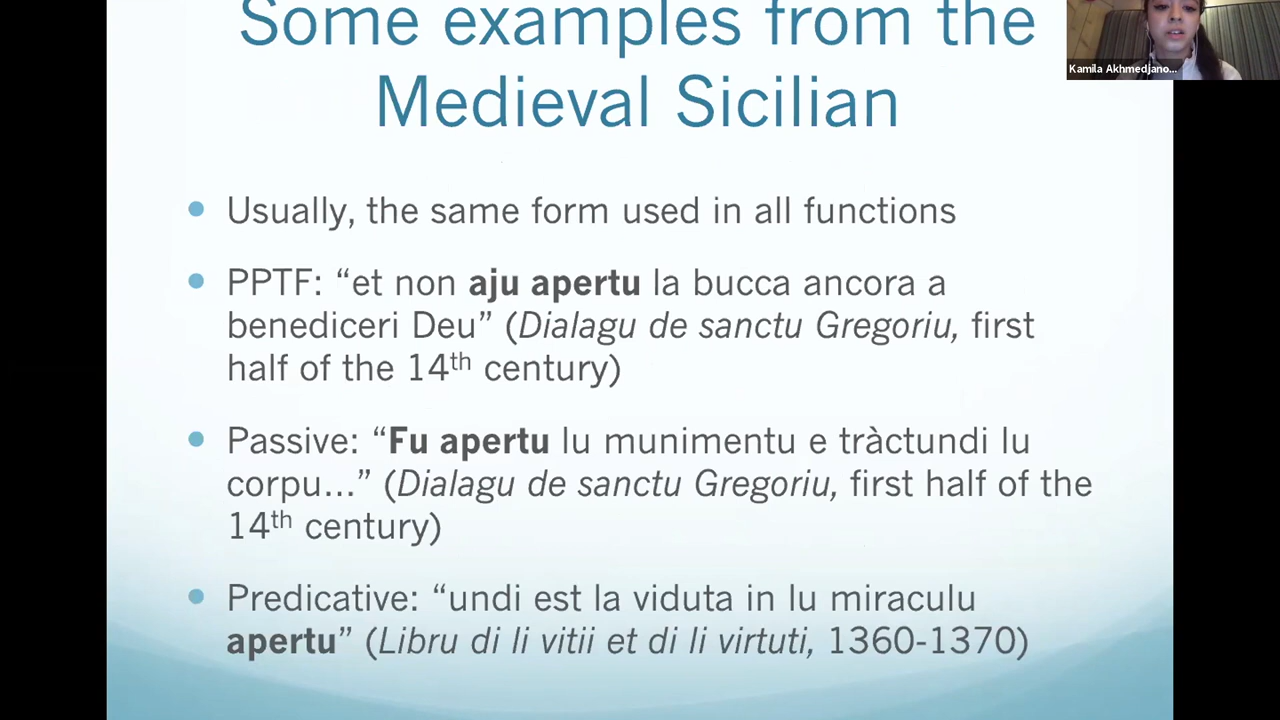 Some examples from the
Medieval Sicilian
Kamila Akhmedjano...
• Usually, the same form used in all functions
• PPTF: “et non aju apertu la bucca ancora a
benediceri Deu” (Dialagu de sanctu Gregoriu, first
half of the 14th century)
• Passive: “Fu apertu lu munimentu e tràctundi lu
corpu...” (Dialagu de sanctu Gregoriu, first half of the
14th century)
• Predicative: “undi est la viduta in lu miraculu
apertu” (Libru di li vitii et di li virtuti, 1360-1370)